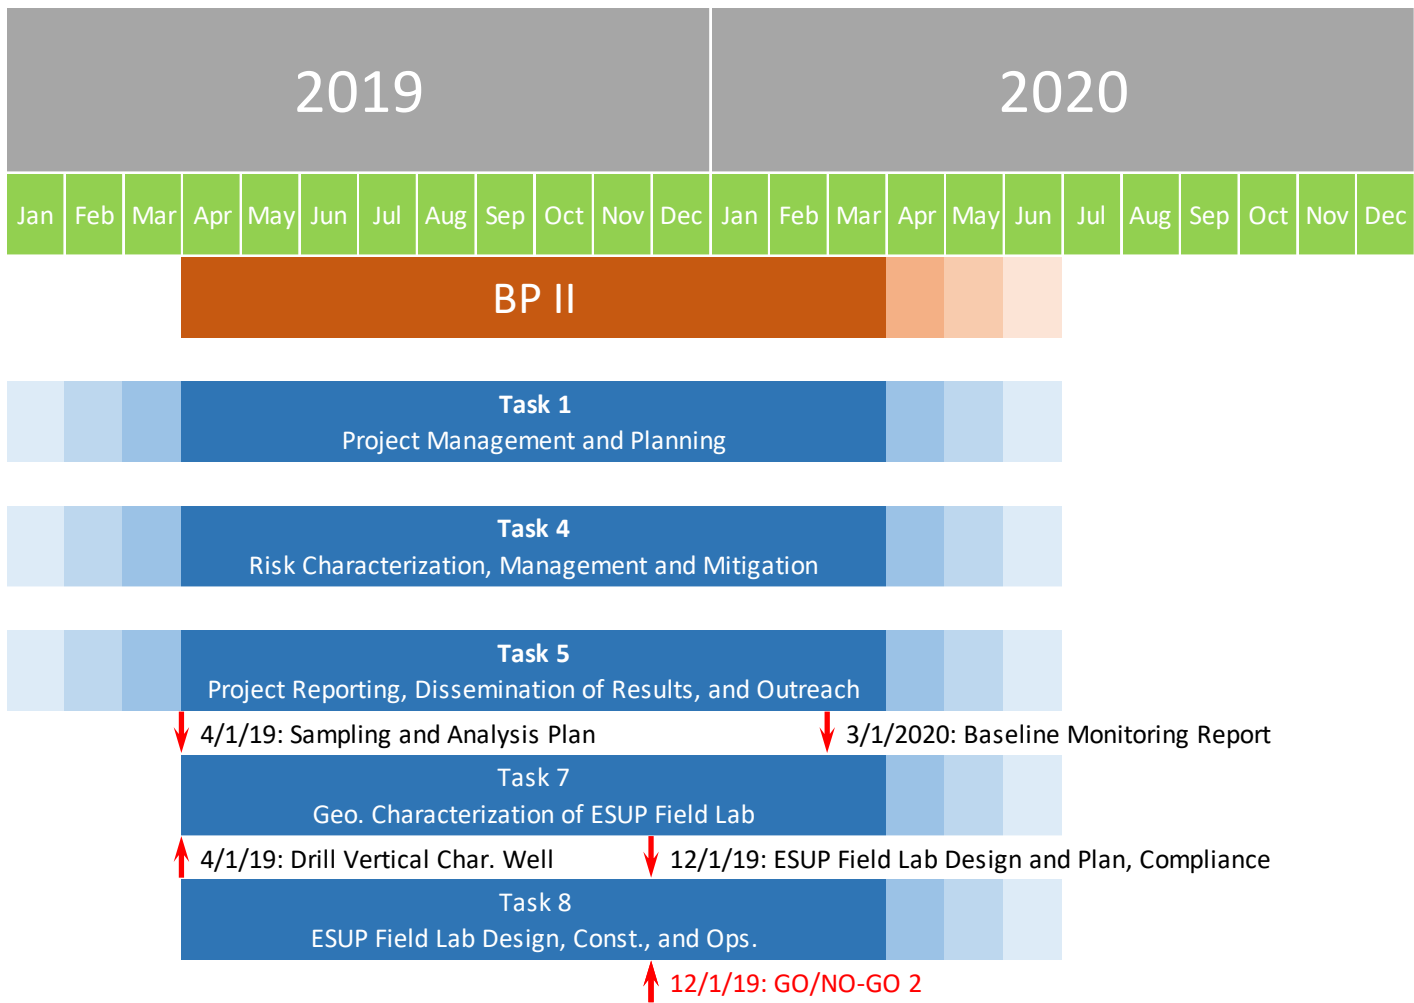 2019 2020
Jan Feb Mar Apr May Jun Jul Aug Sep Oct Nov Dec Jan Feb Mar Apr May Jun Jul Aug Sep Oct Nov Dec
BP II
Task 1
Project Management and Planning
Task 4
Risk Characterization, Management and Mitigation
Task 5
Project Reporting, Dissemination of Results, and Outreach
4/1/19: Sampling and Analysis Plan 3/1/2020: Baseline Monitoring Report
Task 7
Geo. Characterization of ESUP Field Lab
4/1/19: Drill Vertical Char. Well 12/1/19: ESUP Field Lab Design and Plan, Compliance
Task 8
ESUP Field Lab Design, Const., and Ops.
12/1/19: GO/NO-GO 2